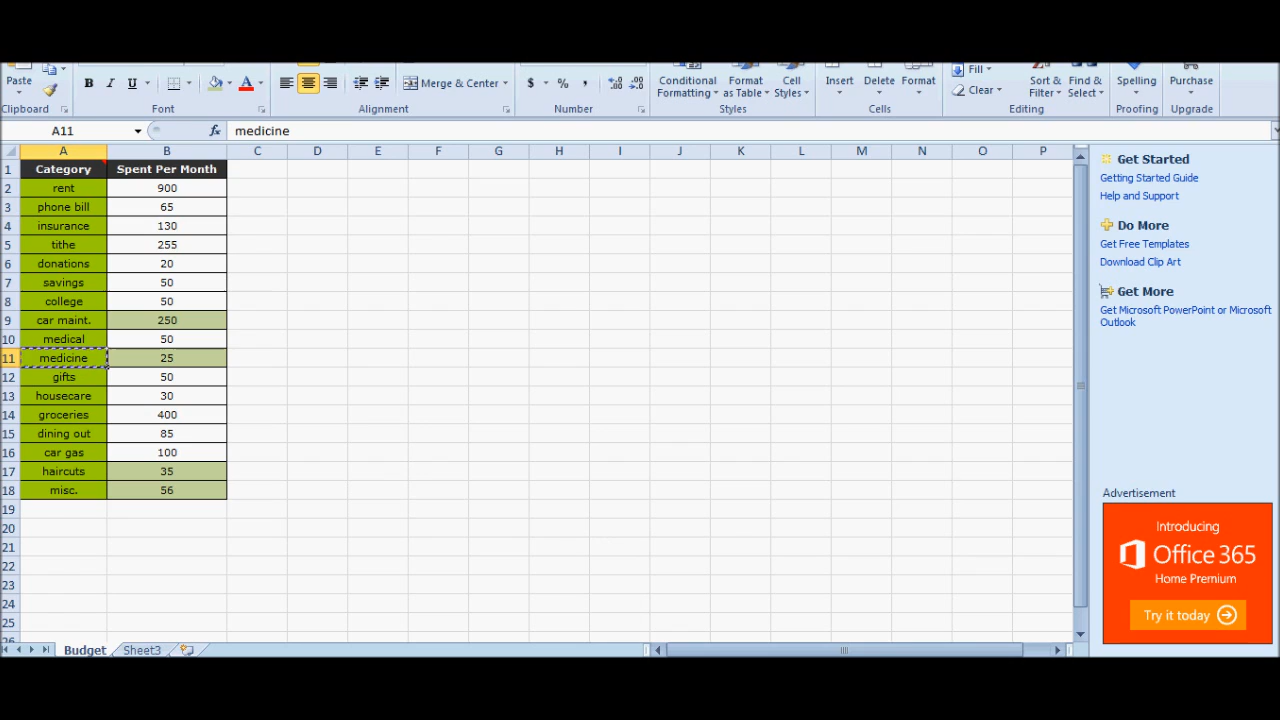 Paste B I U A Merge & Center $ % , Conditional Format Cell Insert Delete Format Fill Sort & Find & Spelling Purchase
Formatting as Table Styles Clear Filter Select
Clipboard Font Alignment Number Styles Cells Editing Proofing Upgrade
A11 fx medicine
A B C D E F G H I J K L M N O P
1 Category Spent Per Month
2 rent 900
3 phone bill 65
4 insurance 130
5 tithe 255
6 donations 20
7 savings 50
8 college 50
9 car maint. 250
10 medical 50
11 medicine 25
12 gifts 50
13 housecare 30
14 groceries 400
15 dining out 85
16 car gas 100
17 haircuts 35
18 misc. 56
19
20
21
22
23
24
25
26
Budget Sheet3
Get Started
Getting Started Guide
Help and Support
Do More
Get Free Templates
Download Clip Art
Get More
Get Microsoft PowerPoint or Microsoft
Outlook
Advertisement
Introducing
Office 365
Home Premium
Try it today